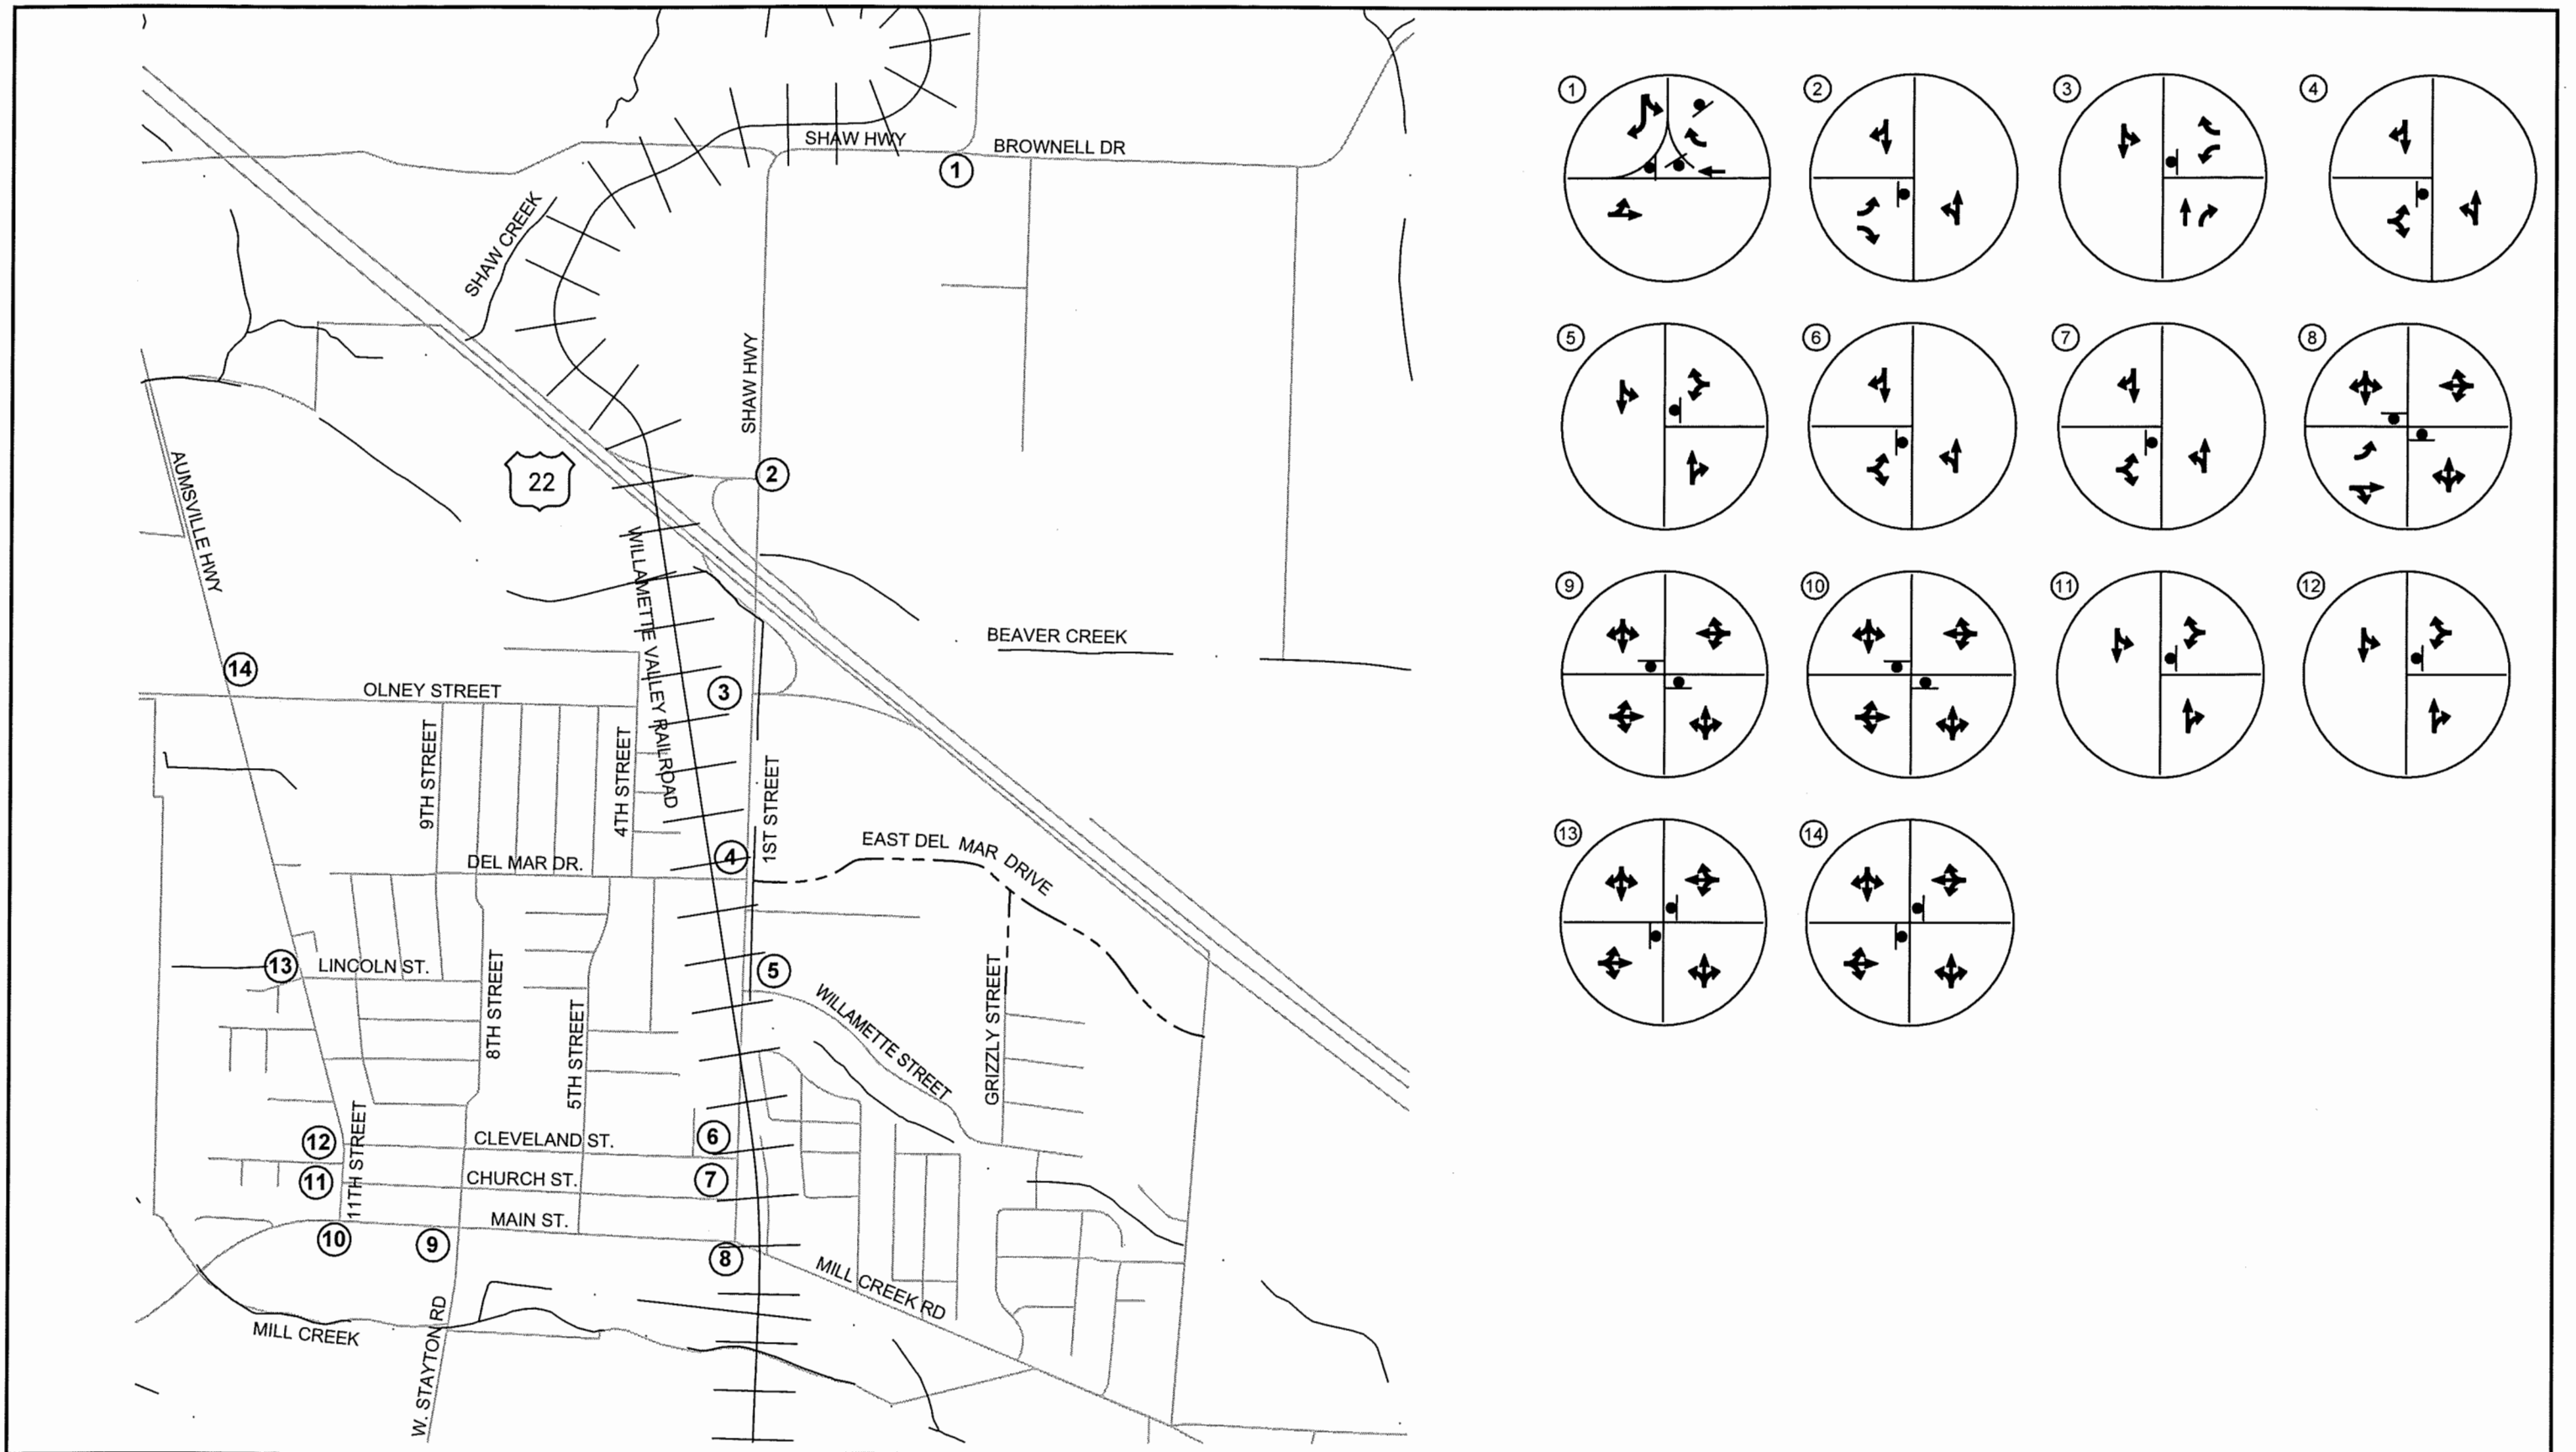 SHAW HWY
BROWNELL DR
1
SHAW CREEK
SHAW HWY
22
2
AUMSVILLE HWY
WILLAMETTE VALLEY RAILROAD
BEAVER CREEK
14
OLNEY STREET
3
9TH STREET
4TH STREET
1ST STREET
4
DEL MAR DR.
EAST DEL MAR DRIVE
13
LINCOLN ST.
5
8TH STREET
5TH STREET
WILLAMETTE STREET
GRIZZLY STREET
11TH STREET
12
CLEVELAND ST.
6
11
CHURCH ST.
7
MAIN ST.
10
9
8
MILL CREEK RD
MILL CREEK
W. STAYTON RD
1
2
3
4
5
6
7
8
9
10
11
12
13
14